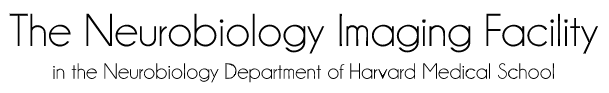 The Neurobiology Imaging Facility
in the Neurobiology Department of Harvard Medical School